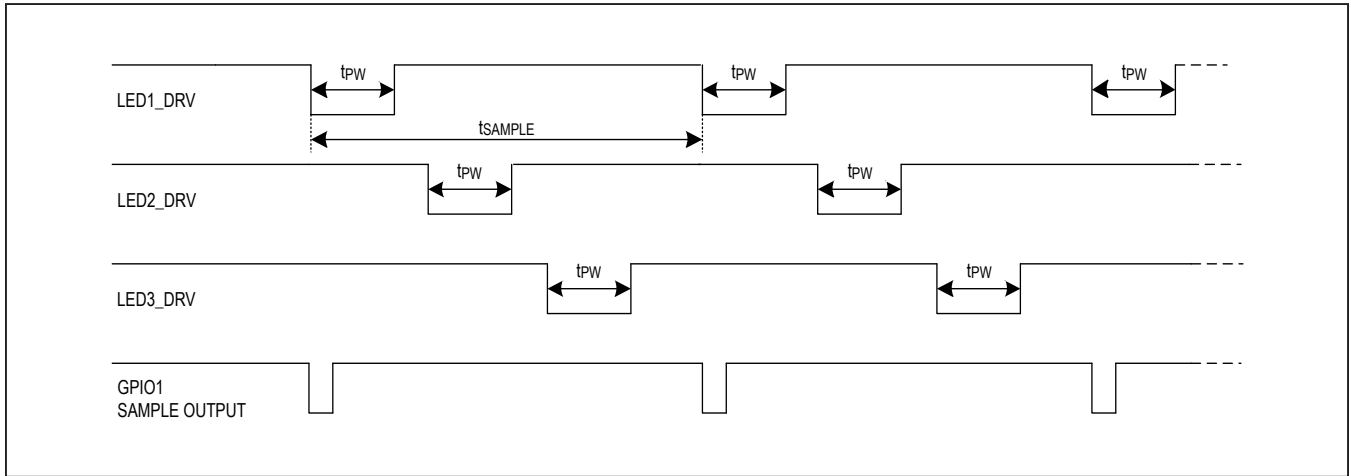 tPW
tPW
tPW
LED1_DRV
tSAMPLE
tPW
tPW
LED2_DRV
tPW
tPW
LED3_DRV
GPIO1
SAMPLE OUTPUT